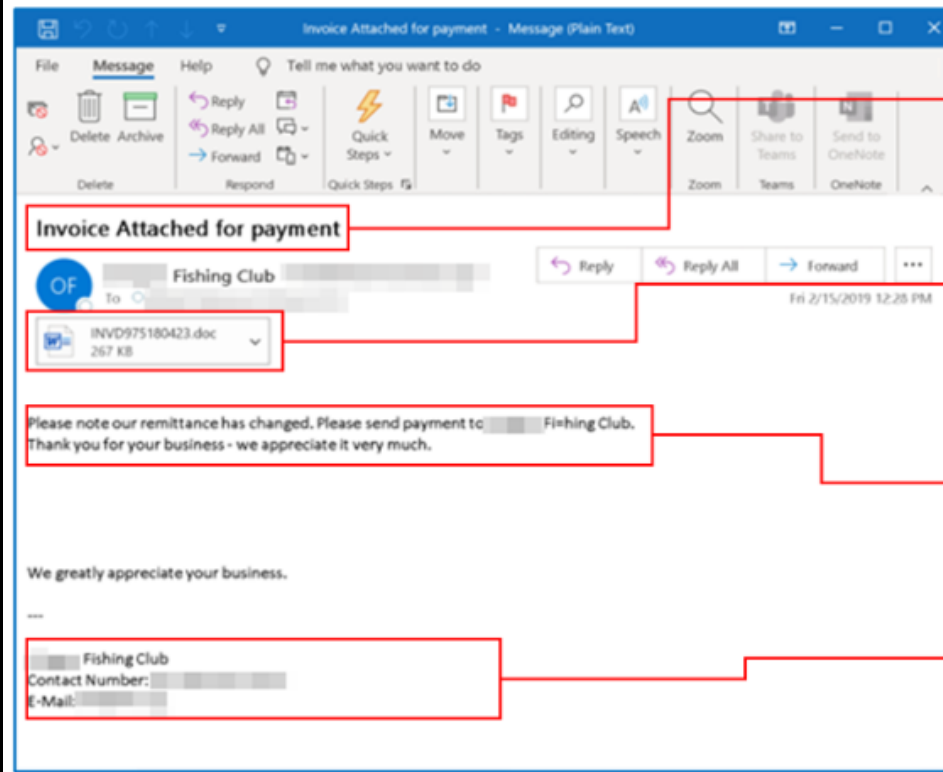 Invoice Attached for payment - Message (Plain Text)
File Message Help Tell me what you want to do
Delete Archive
Reply
Reply All
Forward
Quick Steps
Move
Tags
Editing
Speech
Zoom
Share to Teams
Send to OneNote
Delete Respond Quick Steps Zoom Teams OneNote
Invoice Attached for payment
Reply Reply All Forward
OF
Fishing Club
To
Fri 2/15/2019 12:28 PM
INVD975180423.doc
267 KB
Please note our remittance has changed. Please send payment to Fi=hing Club.
Thank you for your business - we appreciate it very much.
We greatly appreciate your business.
---
Fishing Club
Contact Number:
E-Mail: